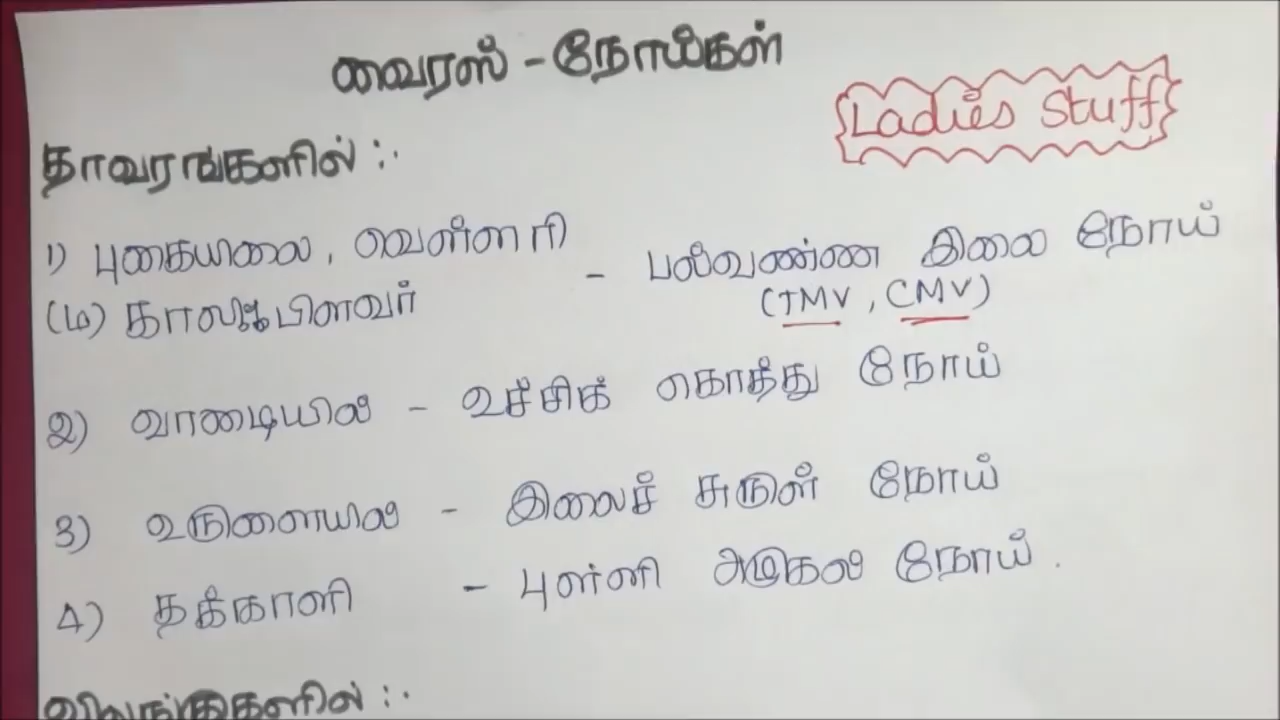 வைரஸ் - நோய்கள்
Ladies Stuff
தாவரங்களில் :.
1) புகையிலை, வெள்ளரி
(ம) காலிஃபிளவர் - பல்வண்ண இலை நோய்
(TMV, CMV)
2) வாழையில் - உச்சிக் கொத்து நோய்
3) உருளையில் - இலைச் சுருள் நோய்
4) தக்காளி - புள்ளி அழுகல் நோய்.
விலங்குகளில் :.